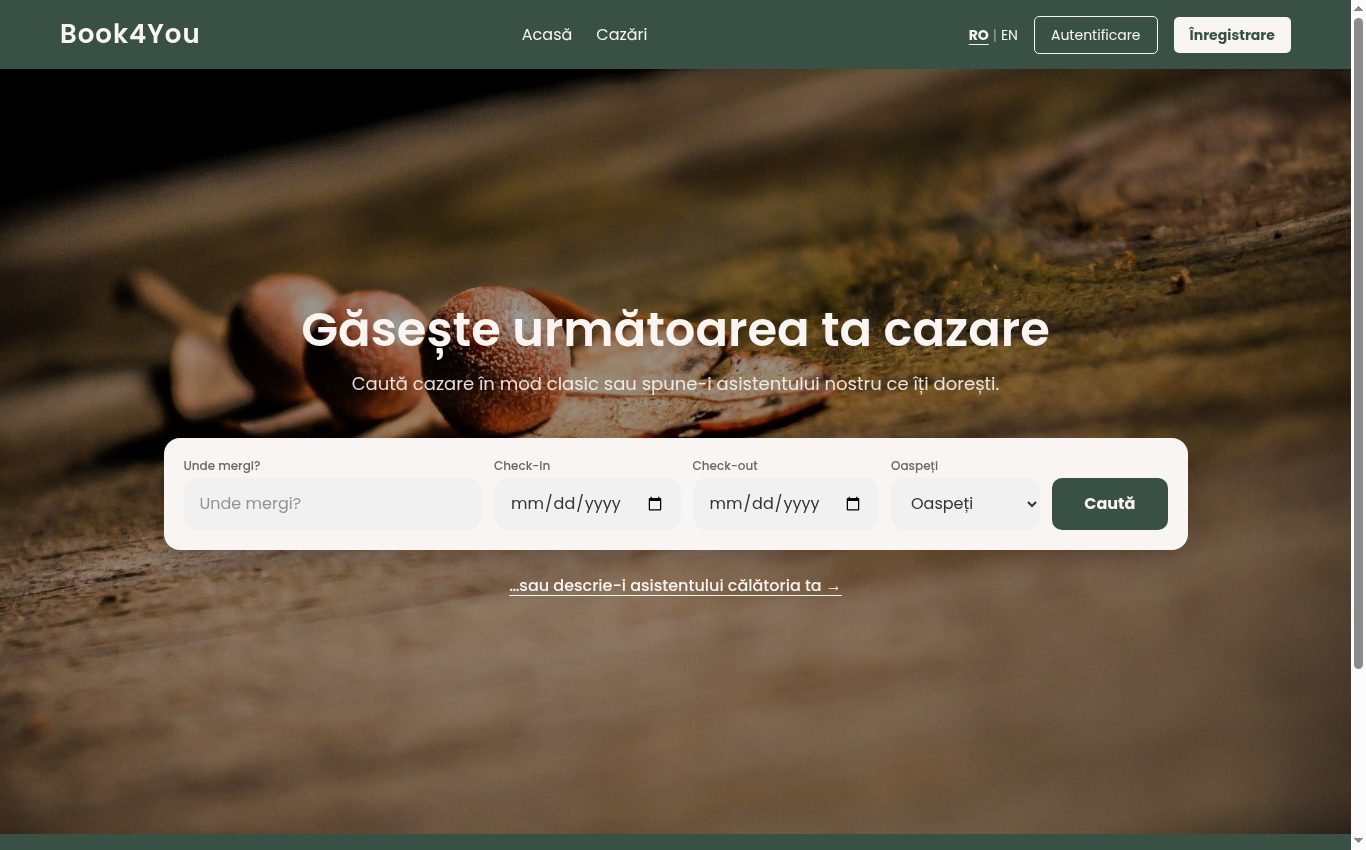 Book4You
Acasă
Cazări
RO | EN
Autentificare
Înregistrare
Găsește următoarea ta cazare
Caută cazare în mod clasic sau spune-i asistentului nostru ce îți dorești.
Unde mergi?
Check-in
Check-out
Oaspeți
Unde mergi?
mm/dd/yyyy
mm/dd/yyyy
Oaspeți
Caută
...sau descrie-i asistentului călătoria ta →